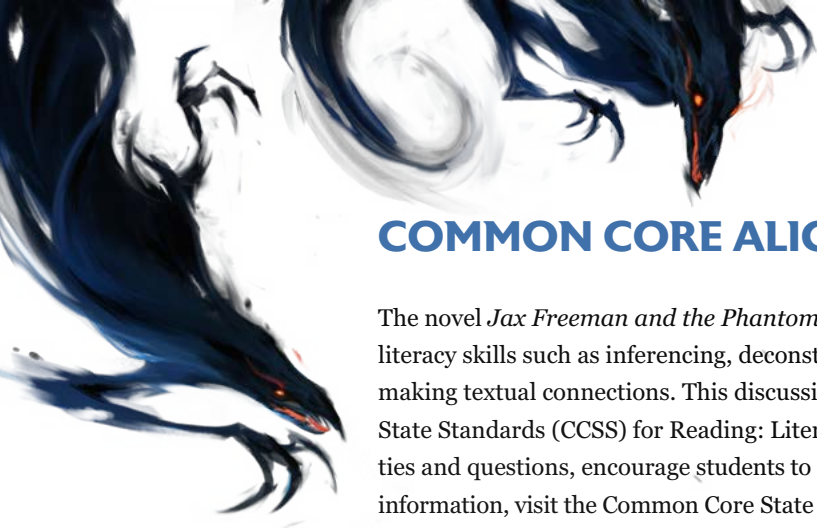 COMMON CORE ALIG
The novel Jax Freeman and the Phantom
literacy skills such as inferencing, deconst
making textual connections. This discussi
State Standards (CCSS) for Reading: Liter
ties and questions, encourage students to
information, visit the Common Core State